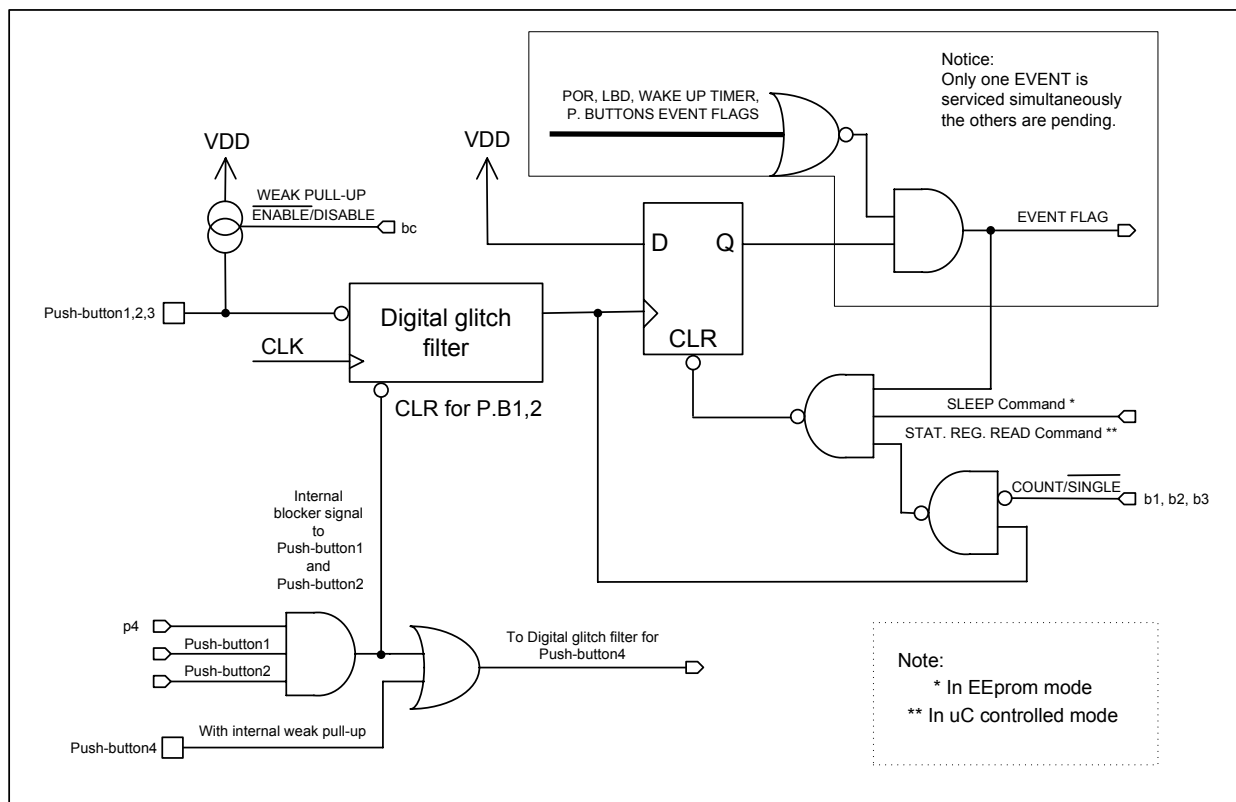 POR, LBD, WAKE UP TIMER,
P. BUTTONS EVENT FLAGS
Notice:
Only one EVENT is
serviced simultaneously
the others are pending.
VDD
VDD
WEAK PULL-UP
ENABLE/DISABLE
bc
EVENT FLAG
D
Q
CLR
Push-button1,2,3
Digital glitch
filter
CLK
CLR for P.B1,2
SLEEP Command *
STAT. REG. READ Command **
COUNT/SINGLE
b1, b2, b3
Internal
blocker signal
to
Push-button1
and
Push-button2
p4
Push-button1
Push-button2
To Digital glitch filter for
Push-button4
With internal weak pull-up
Push-button4
Note:
* In EEprom mode
** In uC controlled mode